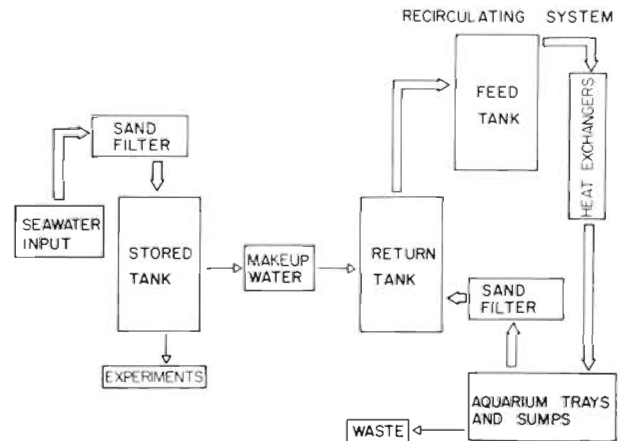 RECIRCULATING SYSTEM
FEED
TANK
HEAT EXCHANGERS
SAND
FILTER
SEAWATER
INPUT
STORED
TANK
MAKEUP
WATER
RETURN
TANK
SAND
FILTER
EXPERIMENTS
AQUARIUM TRAYS
AND SUMPS
WASTE